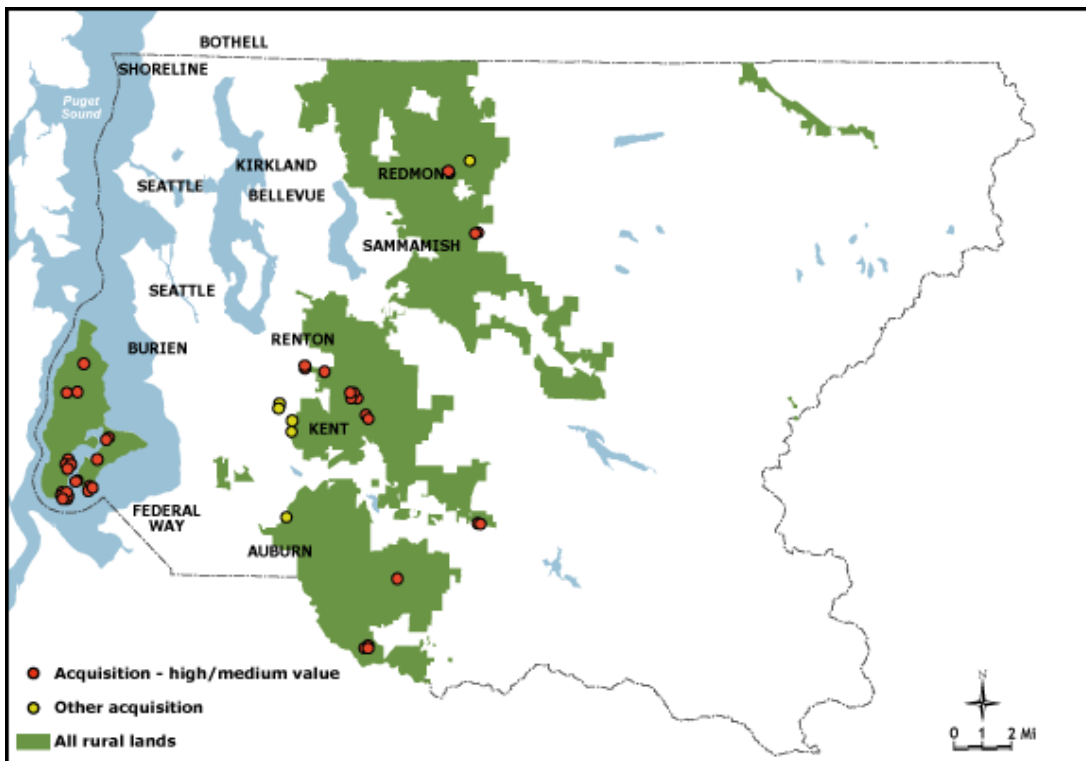 BOTHELL
SHORELINE
Puget
Sound
KIRKLAND
REDMOND
SEATTLE
BELLEVUE
SAMMAMISH
SEATTLE
RENTON
BURIEN
KENT
FEDERAL
WAY
AUBURN
Acquisition - high/medium value
Other acquisition
All rural lands
N
0 1 2 Mi